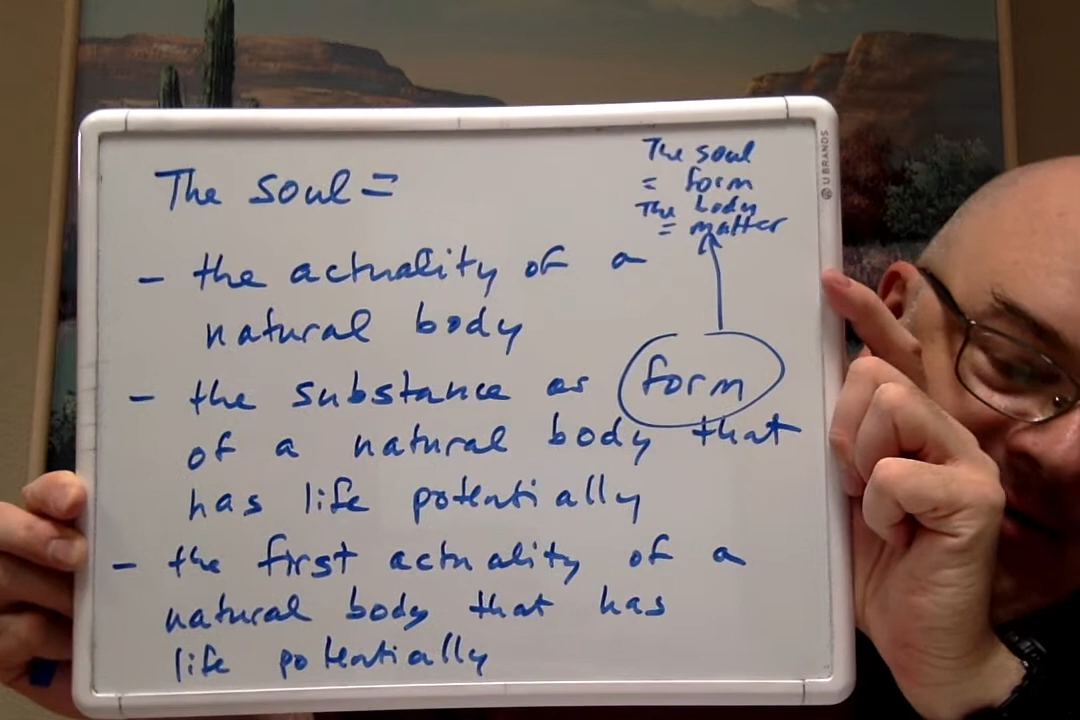 The soul =
- the actuality of a
natural body
- the substance as form
of a natural body that
has life potentially
- the first actuality of a
natural body that has
life potentially
The soul
= form
The body
= matter
U BRANDS